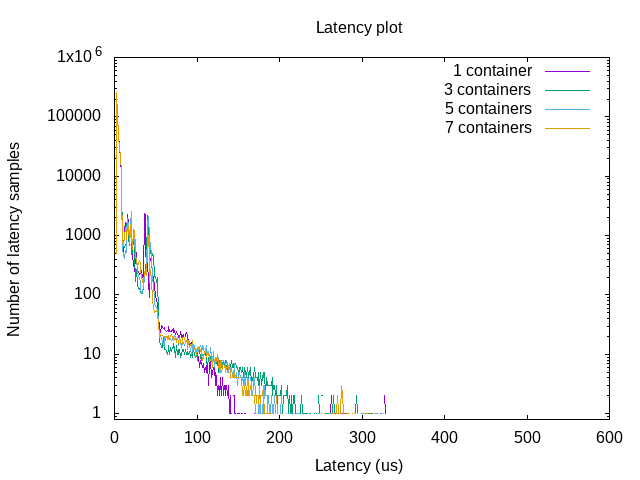 Latency plot
1x10^6
100000
10000
1000
100
10
1
Number of latency samples
1 container
3 containers
5 containers
7 containers
0 100 200 300 400 500 600
Latency (us)